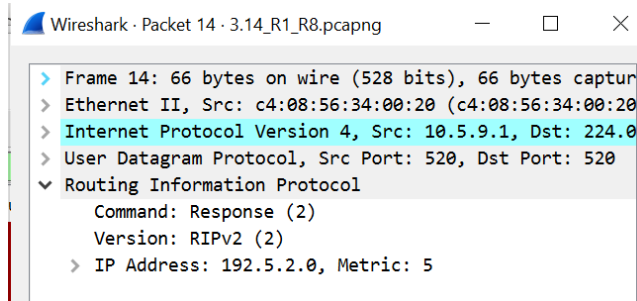 Wireshark · Packet 14 · 3.14_R1_R8.pcapng
Frame 14: 66 bytes on wire (528 bits), 66 bytes captur
Ethernet II, Src: c4:08:56:34:00:20 (c4:08:56:34:00:20
Internet Protocol Version 4, Src: 10.5.9.1, Dst: 224.0
User Datagram Protocol, Src Port: 520, Dst Port: 520
Routing Information Protocol
Command: Response (2)
Version: RIPv2 (2)
IP Address: 192.5.2.0, Metric: 5